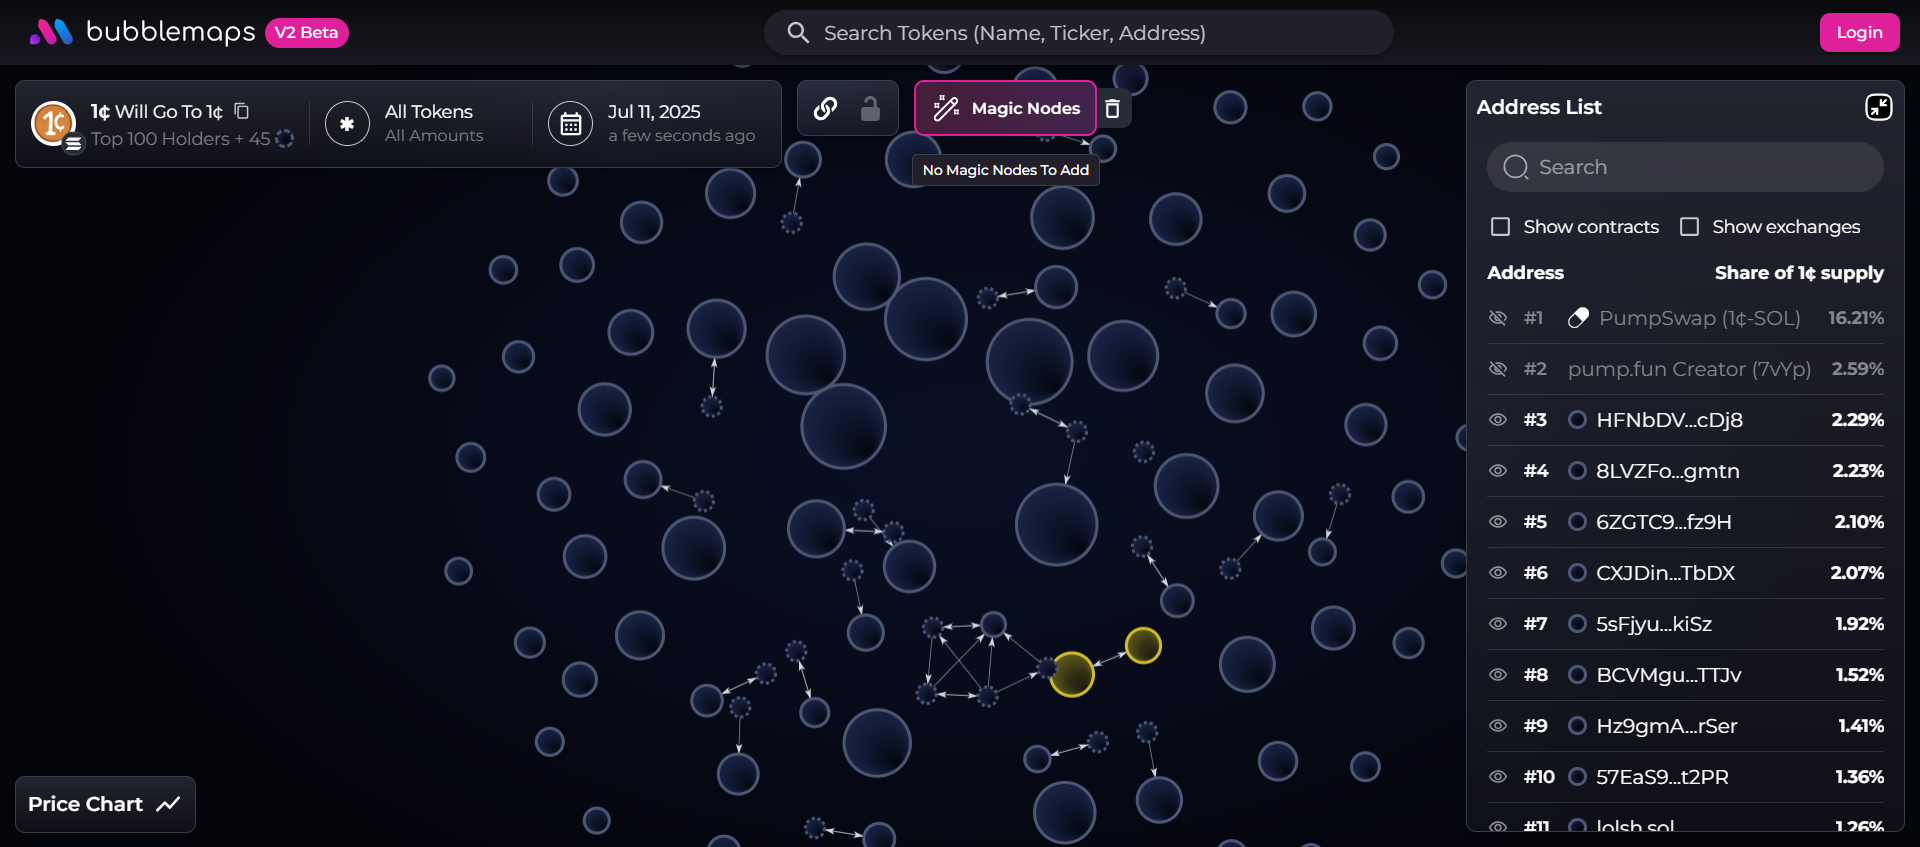 bubblemaps V2 Beta
Search Tokens (Name, Ticker, Address)
Login
1¢ Will Go To 1¢
Top 100 Holders + 45
All Tokens
All Amounts
Jul 11, 2025
a few seconds ago
Magic Nodes
No Magic Nodes To Add
Address List
Search
Show contracts
Show exchanges
Address Share of 1¢ supply
#1 PumpSwap (1¢-SOL) 16.21%
#2 pump.fun Creator (7vYp) 2.59%
#3 HFNbDV...cDj8 2.29%
#4 8LVZFo...gmtn 2.23%
#5 6ZGTC9...fz9H 2.10%
#6 CXJDin...TbDX 2.07%
#7 5sFjyu...kiSz 1.92%
#8 BCVMgu...TTJv 1.52%
#9 Hz9gmA...rSer 1.41%
#10 57EaS9...t2PR 1.36%
#11 lolsh.sol 1.26%
Price Chart